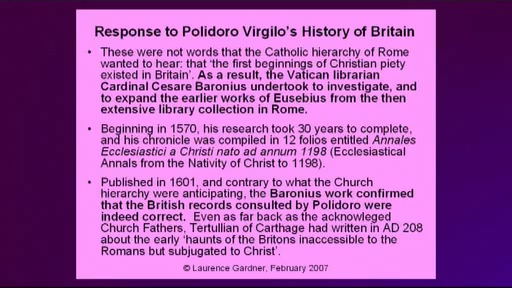 Response to Polidoro Virgilo's History of Britain
• These were not words that the Catholic hierarchy of Rome
wanted to hear: that 'the first beginnings of Christian piety
existed in Britain'. As a result, the Vatican librarian
Cardinal Cesare Baronius undertook to investigate, and
to expand the earlier works of Eusebius from the then
extensive library collection in Rome.
• Beginning in 1570, his research took 30 years to complete,
and his chronicle was compiled in 12 folios entitled Annales
Ecclesiastici a Christi nato ad annum 1198 (Ecclesiastical
Annals from the Nativity of Christ to 1198).
• Published in 1601, and contrary to what the Church
hierarchy were anticipating, the Baronius work confirmed
that the British records consulted by Polidoro were
indeed correct. Even as far back as the acknowleged
Church Fathers, Tertullian of Carthage had written in AD 208
about the early 'haunts of the Britons inaccessible to the
Romans but subjugated to Christ'.
© Laurence Gardner, February 2007